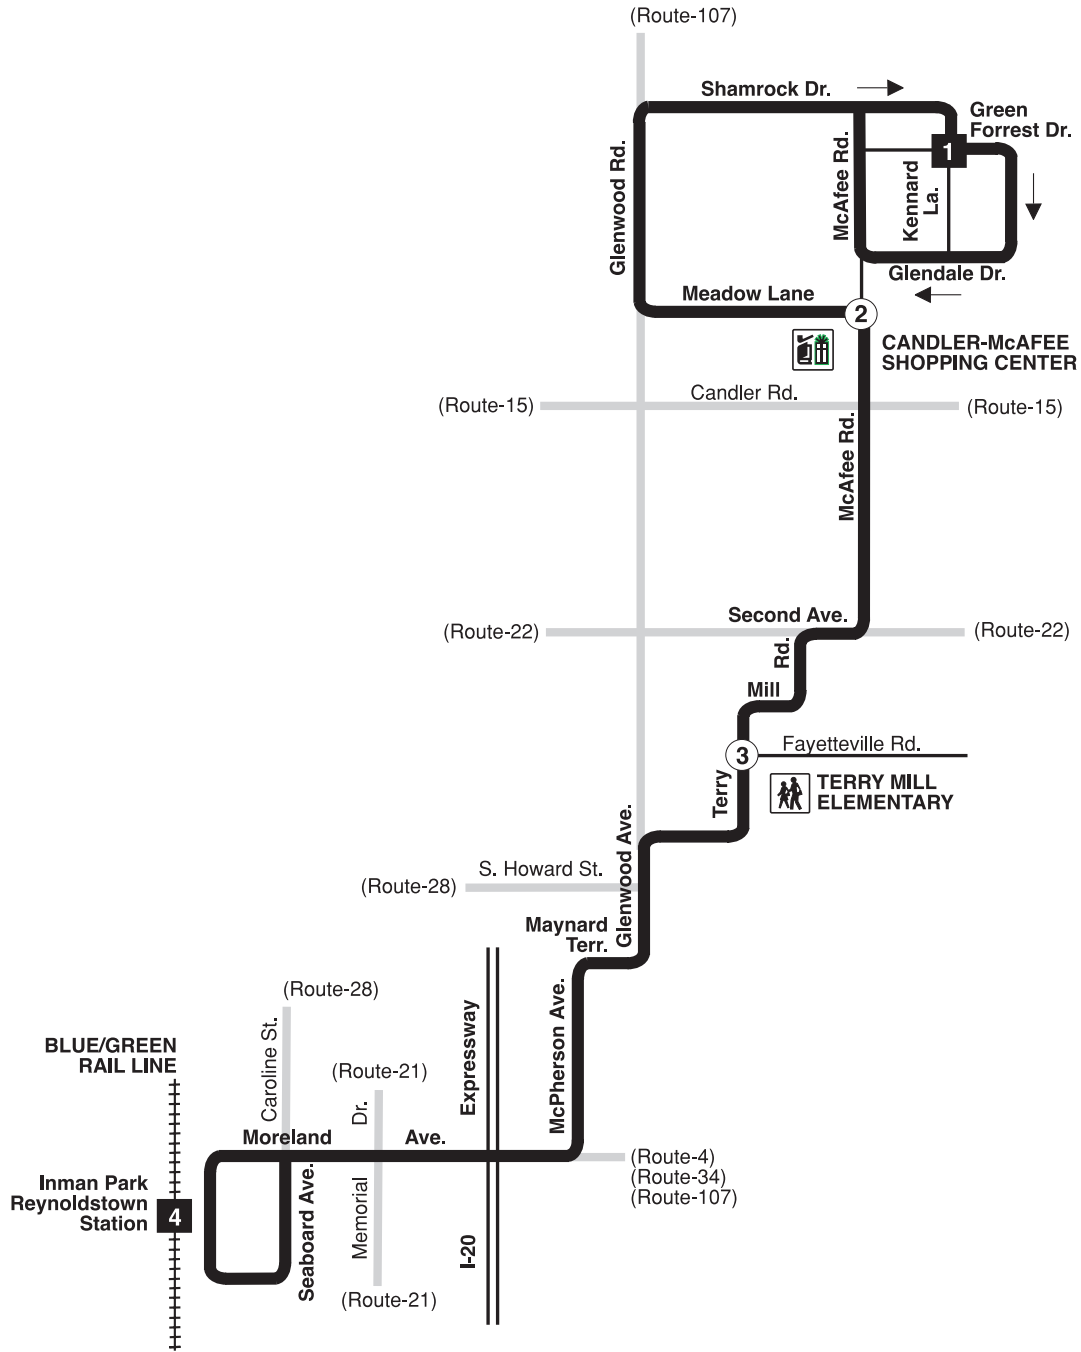 (Route-107)
Shamrock Dr.
Green
Forrest Dr.
1
Glenwood Rd.
McAfee Rd.
Kennard
La.
Glendale Dr.
Meadow Lane
2
CANDLER-McAFEE
SHOPPING CENTER
Candler Rd.
(Route-15)
(Route-15)
McAfee Rd.
Second Ave.
(Route-22)
(Route-22)
Rd.
Mill
3
Fayetteville Rd.
Terry
TERRY MILL
ELEMENTARY
Glenwood Ave.
S. Howard St.
(Route-28)
Maynard
Terr.
(Route-28)
McPherson Ave.
Expressway
BLUE/GREEN
RAIL LINE
Caroline St.
(Route-21)
Dr.
Moreland
Ave.
(Route-4)
(Route-34)
(Route-107)
Inman Park
Reynoldstown
Station
4
Seaboard Ave.
Memorial
I-20
(Route-21)